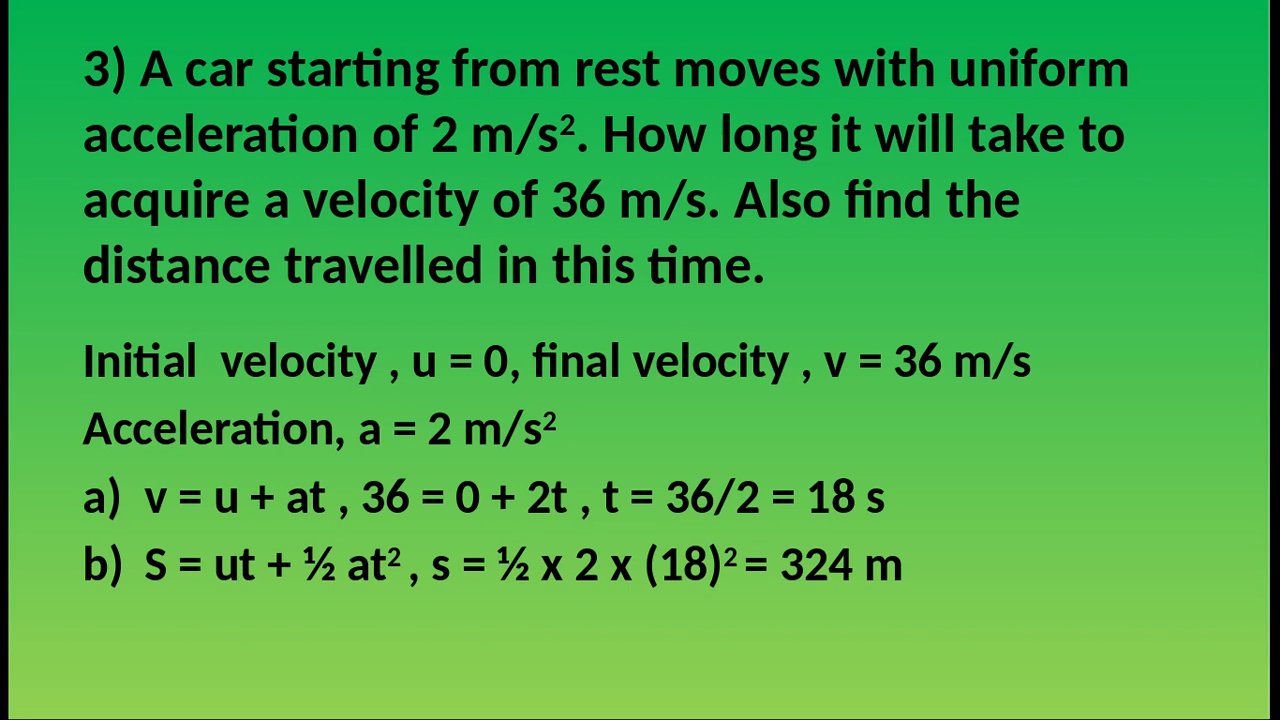 3) A car starting from rest moves with uniform
acceleration of 2 m/s². How long it will take to
acquire a velocity of 36 m/s. Also find the
distance travelled in this time.
Initial  velocity , u = 0, final velocity , v = 36 m/s
Acceleration, a = 2 m/s²
a)  v = u + at , 36 = 0 + 2t , t = 36/2 = 18 s
b)  S = ut + ½ at² , s = ½ x 2 x (18)² = 324 m